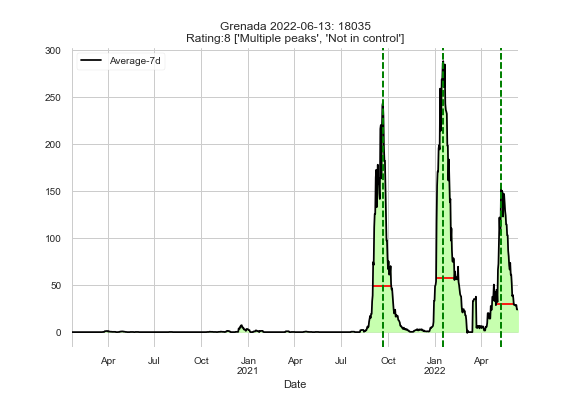 Grenada 2022-06-13: 18035
Rating:8 ['Multiple peaks', 'Not in control']
Average-7d
300
250
200
150
100
50
0
Apr Jul Oct Jan Apr Jul Oct Jan Apr
2021 2022
Date